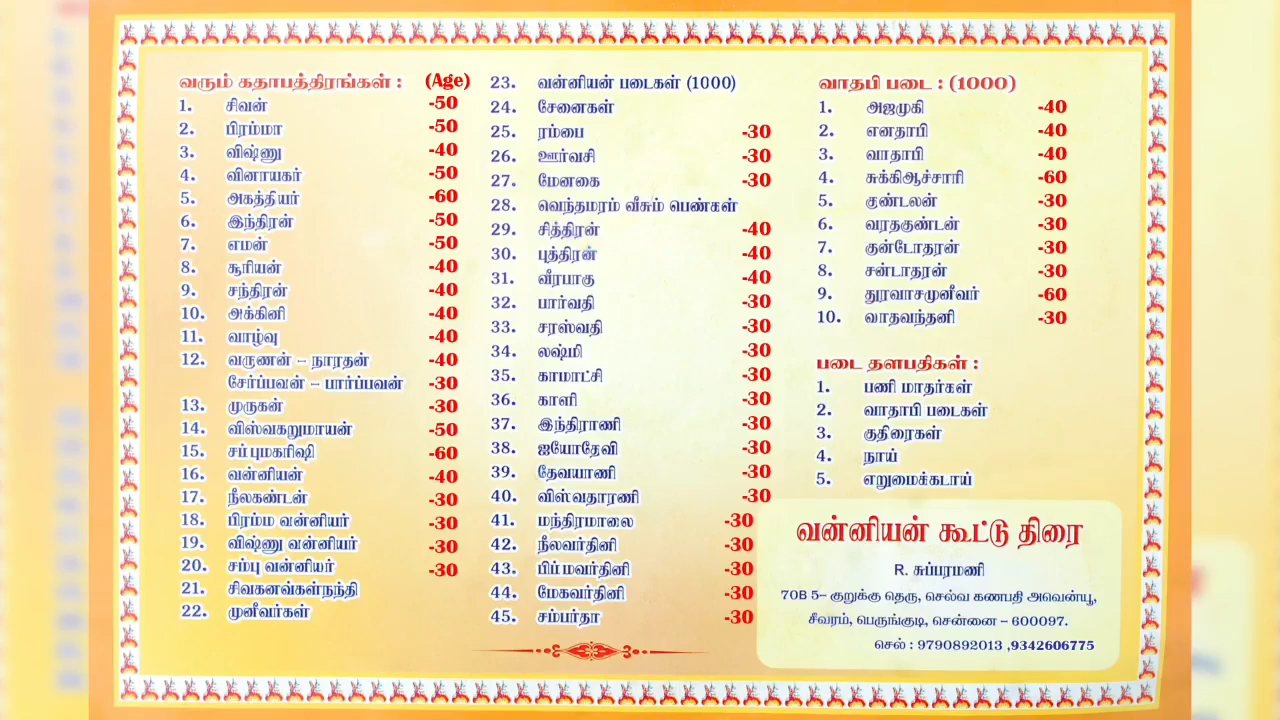 வரும் கதாபத்திரங்கள் : (Age)
1. சிவன் -50
2. பிரம்மா -50
3. விஷ்ணு -40
4. வினாயகர் -50
5. அகத்தியர் -60
6. இந்திரன் -50
7. எமன் -50
8. சூரியன் -40
9. சந்திரன் -40
10. அக்கினி -40
11. வாழ்வு -40
12. வருணன் – நாரதன் -40
சேர்ப்பவன் – பார்ப்பவன் -30
13. முருகன் -30
14. விஸ்வகறுமாயன் -50
15. சம்புமகரிஷி -60
16. வன்னியன் -40
17. நீலகண்டன் -30
18. பிரம்ம வன்னியர் -30
19. விஷ்ணு வன்னியர் -30
20. சம்பு வன்னியர் -30
21. சிவகனவ்கள்நந்தி
22. முனீவர்கள்
23. வன்னியன் படைகள் (1000)
24. சேனைகள்
25. ரம்பை -30
26. ஊர்வசி -30
27. மேனகை -30
28. வெந்தமரம் வீசும் பெண்கள்
29. சித்திரன் -40
30. புத்திரன் -40
31. வீரபாகு -40
32. பார்வதி -30
33. சரஸ்வதி -30
34. லஷ்மி -30
35. காமாட்சி -30
36. காளி -30
37. இந்திராணி -30
38. ஐயோதேவி -30
39. தேவயாணி -30
40. விஸ்வதாரணி -30
41. மந்திரமாலை -30
42. நீலவர்தினி -30
43. பிம்மவர்தினி -30
44. மேகவர்தினி -30
45. சம்பர்தா -30
வாதபி படை : (1000)
1. அஜமுகி -40
2. எனதாபி -40
3. வாதாபி -40
4. சுக்கிஆச்சாரி -60
5. குண்டலன் -30
6. வரதகுண்டன் -30
7. குன்டோதரன் -30
8. சன்டாதரன் -30
9. துரவாசமுனீவர் -60
10. வாதவந்தனி -30
படை தளபதிகள் :
1. பணி மாதர்கள்
2. வாதாபி படைகள்
3. குதிரைகள்
4. நாய்
5. எறுமைக்கடாய்
வன்னியன் கூட்டு திரை
R. சுப்பரமணி
70B 5– குறுக்கு தெரு, செல்வ கணபதி அவென்யூ,
சீவரம், பெருங்குடி, சென்னை – 600097.
செல் : 9790892013 ,9342606775